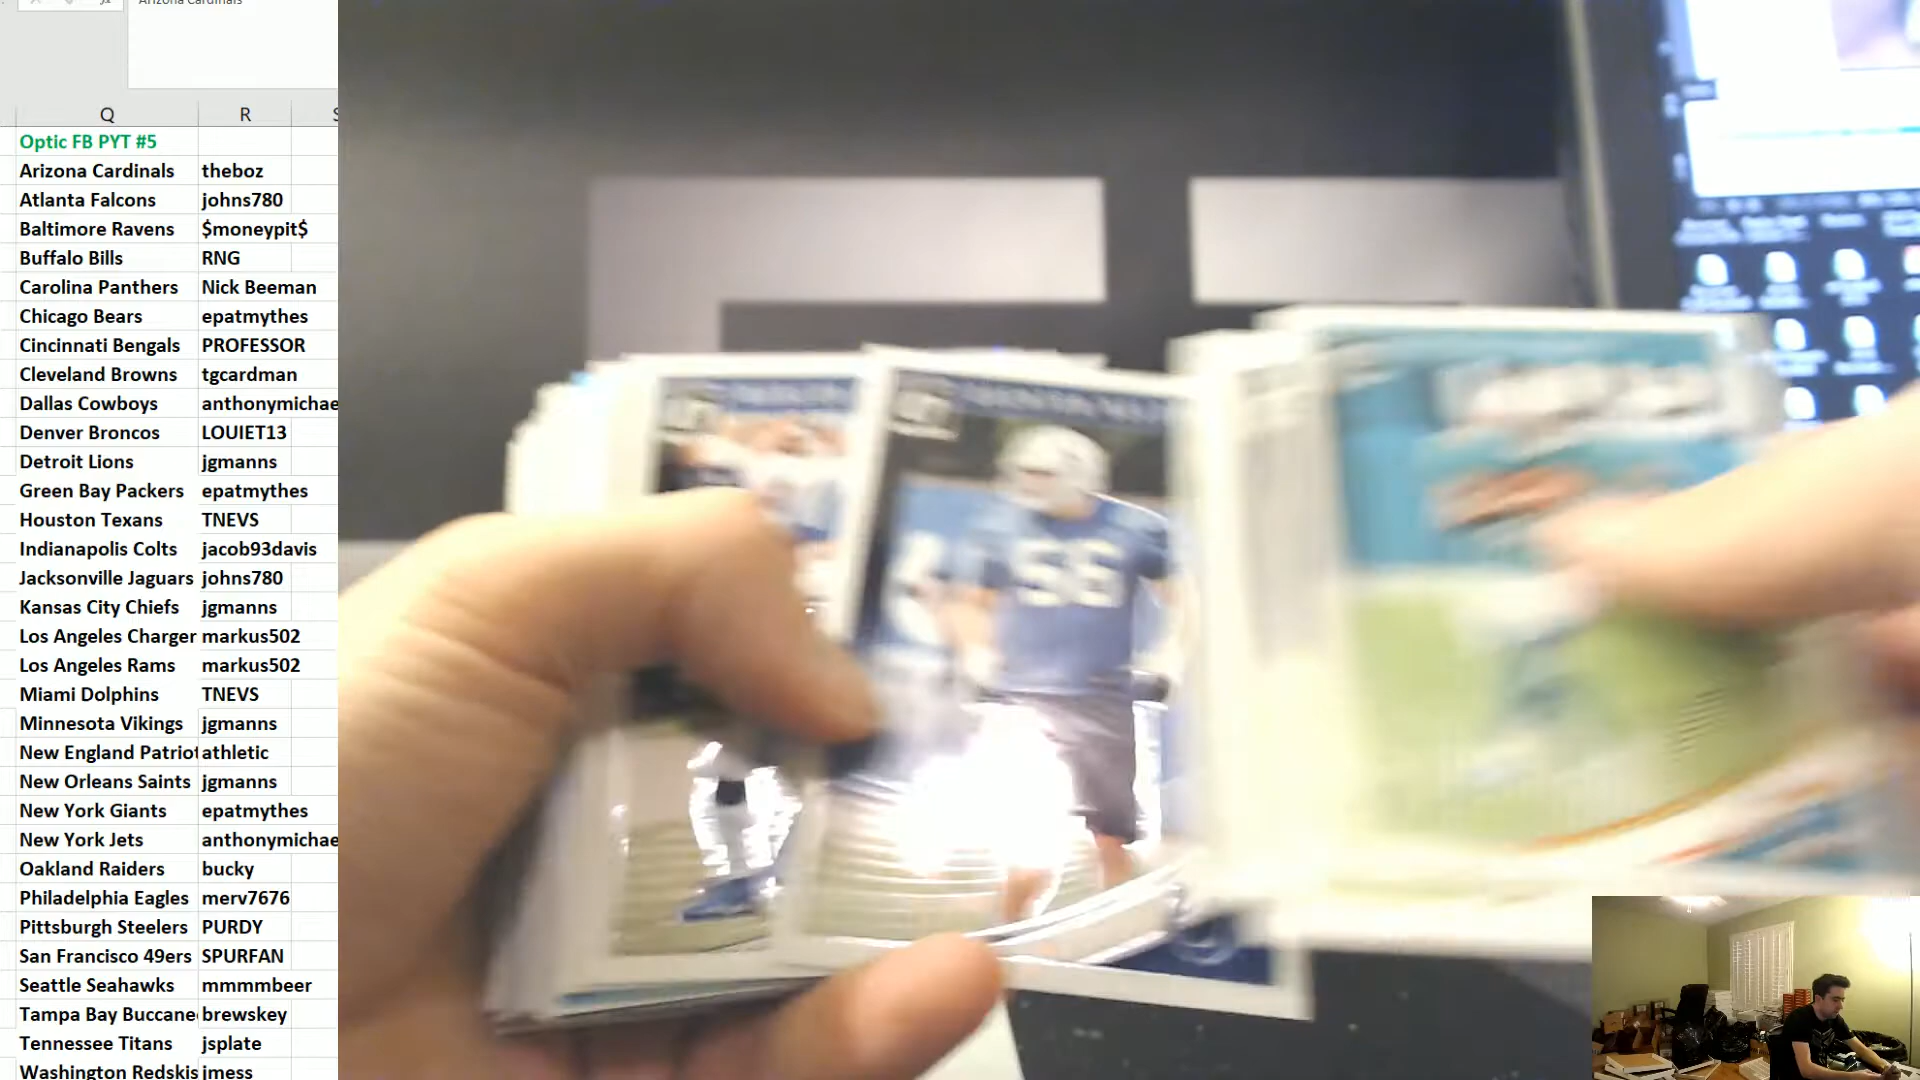 Arizona Cardinals
Q R
Optic FB PYT #5
Arizona Cardinals theboz
Atlanta Falcons johns780
Baltimore Ravens $moneypit$
Buffalo Bills RNG
Carolina Panthers Nick Beeman
Chicago Bears epatmythes
Cincinnati Bengals PROFESSOR
Cleveland Browns tgcardman
Dallas Cowboys anthonymichae
Denver Broncos LOUIET13
Detroit Lions jgmanns
Green Bay Packers epatmythes
Houston Texans TNEVS
Indianapolis Colts jacob93davis
Jacksonville Jaguars johns780
Kansas City Chiefs jgmanns
Los Angeles Charger markus502
Los Angeles Rams markus502
Miami Dolphins TNEVS
Minnesota Vikings jgmanns
New England Patriot athletic
New Orleans Saints jgmanns
New York Giants epatmythes
New York Jets anthonymichae
Oakland Raiders bucky
Philadelphia Eagles merv7676
Pittsburgh Steelers PURDY
San Francisco 49ers SPURFAN
Seattle Seahawks mmmmbeer
Tampa Bay Buccane brewskey
Tennessee Titans jsplate
Washington Redskis jmess
56